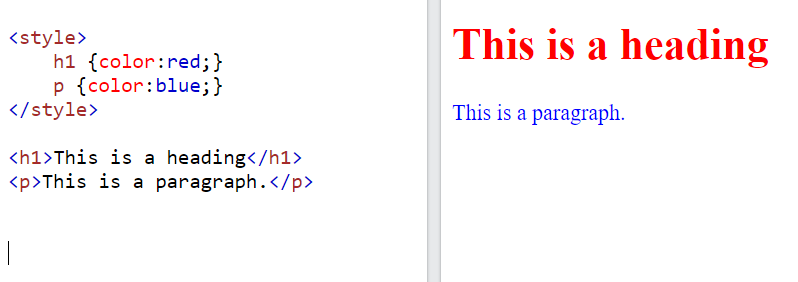 <style>
    h1 {color:red;}
    p {color:blue;}
</style>
<h1>This is a heading</h1>
<p>This is a paragraph.</p>
This is a heading
This is a paragraph.